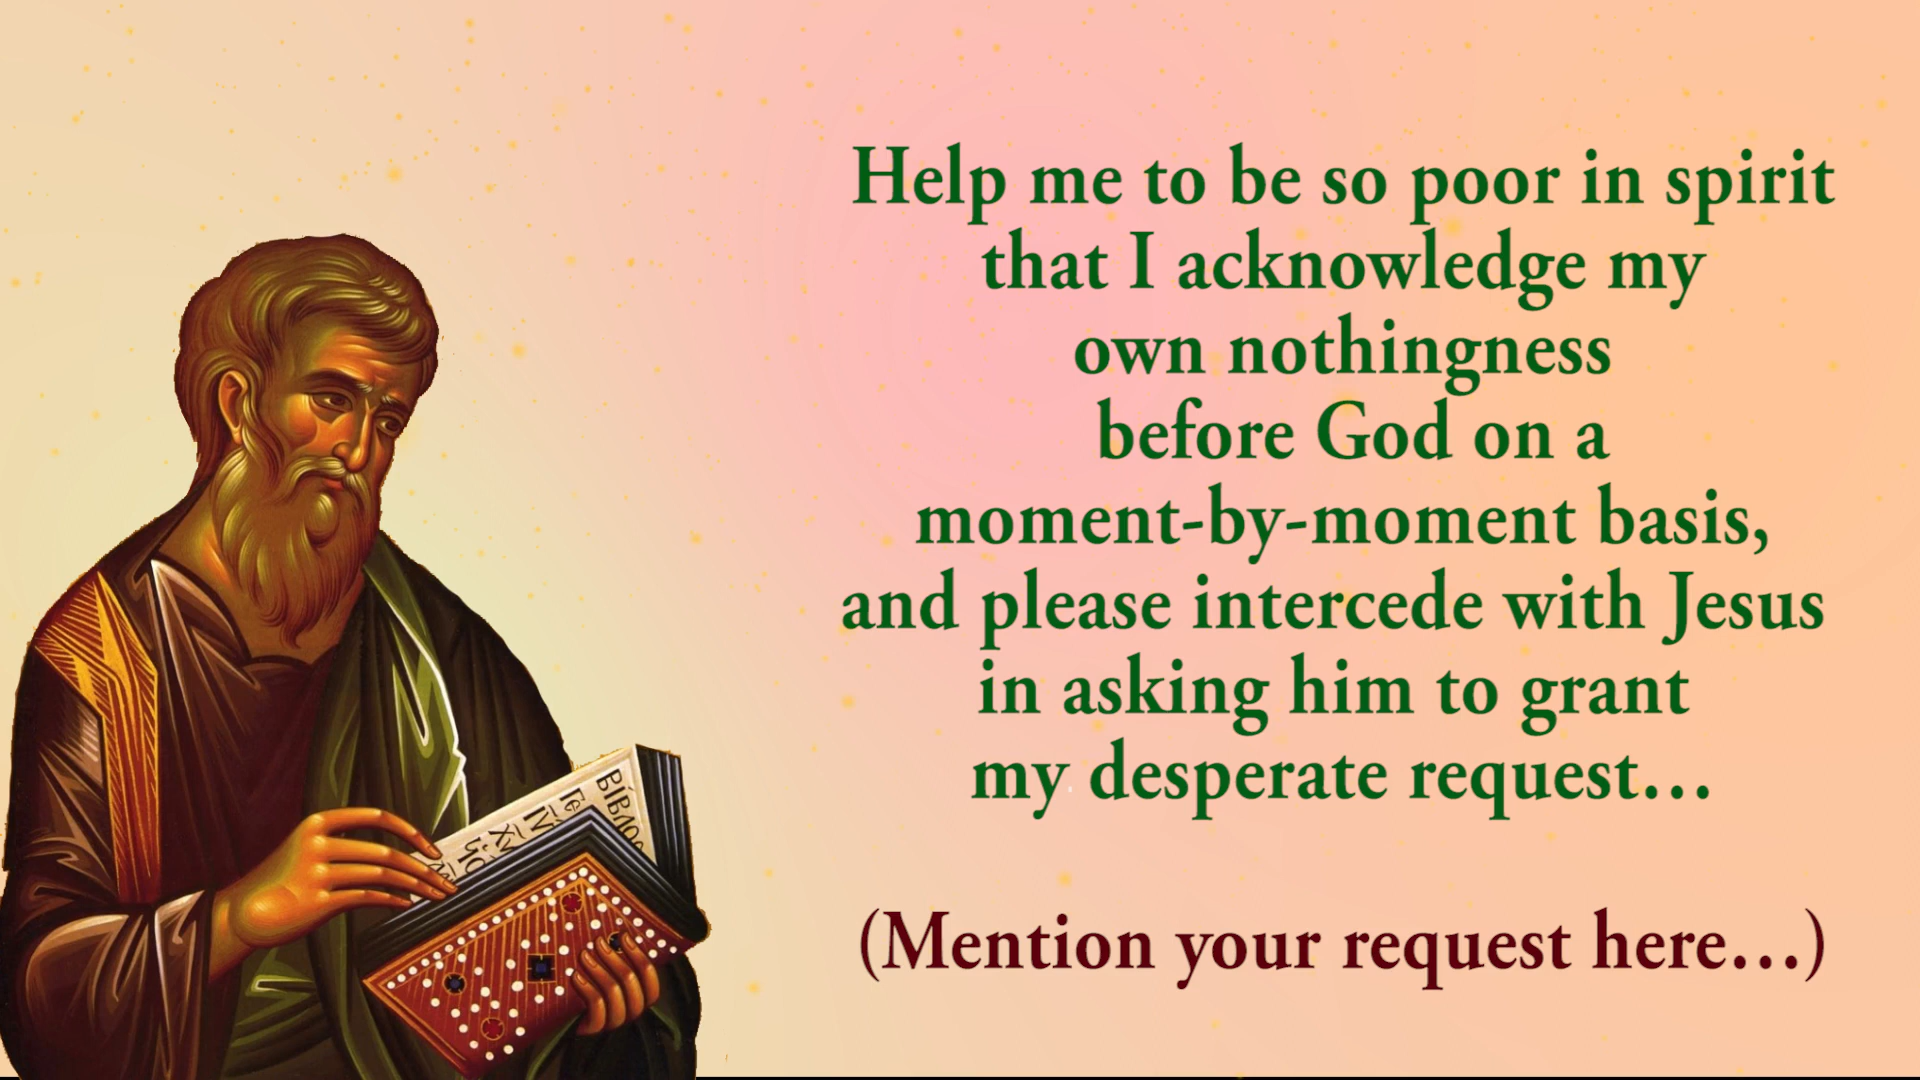 Help me to be so poor in spirit
that I acknowledge my
own nothingness
before God on a
moment-by-moment basis,
and please intercede with Jesus
in asking him to grant
my desperate request...
(Mention your request here...)
ΒΊΒΛΟΣ